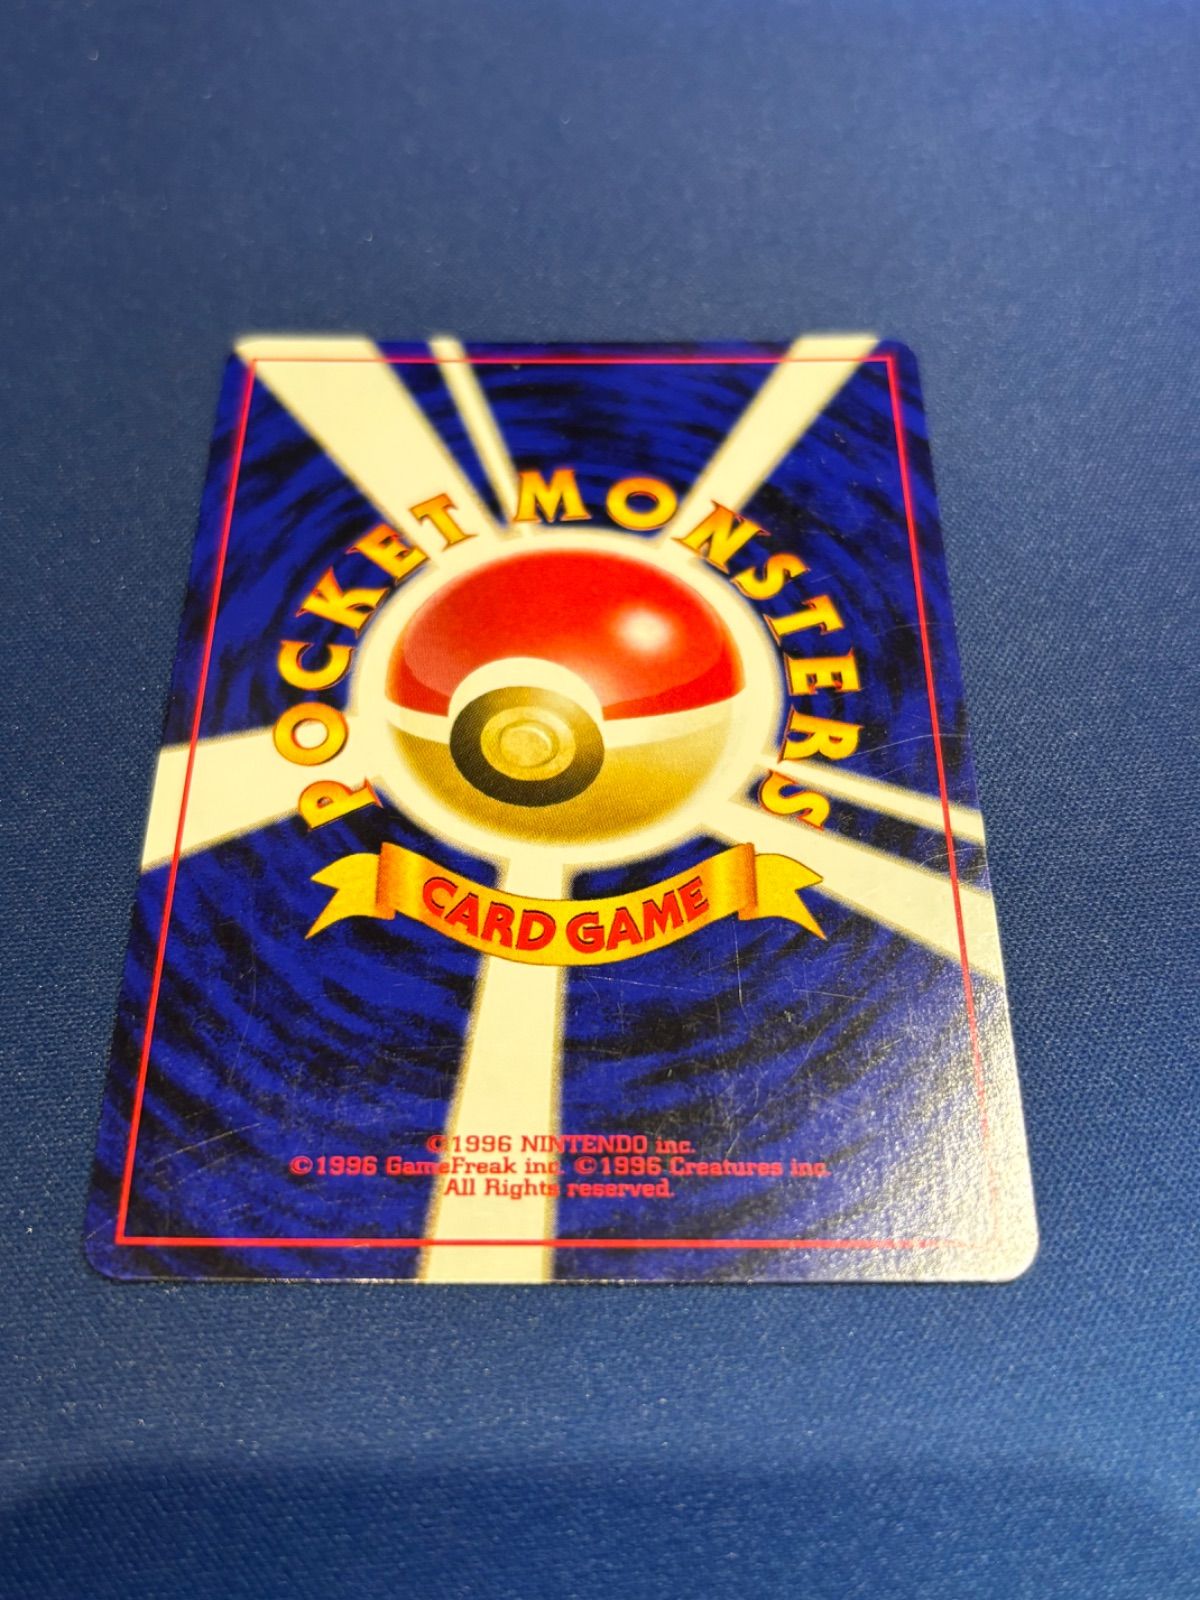 POCKET MONSTERS
CARD GAME
©1996 NINTENDO inc.
©1996 GameFreak inc. ©1996 Creatures inc.
All Rights reserved.